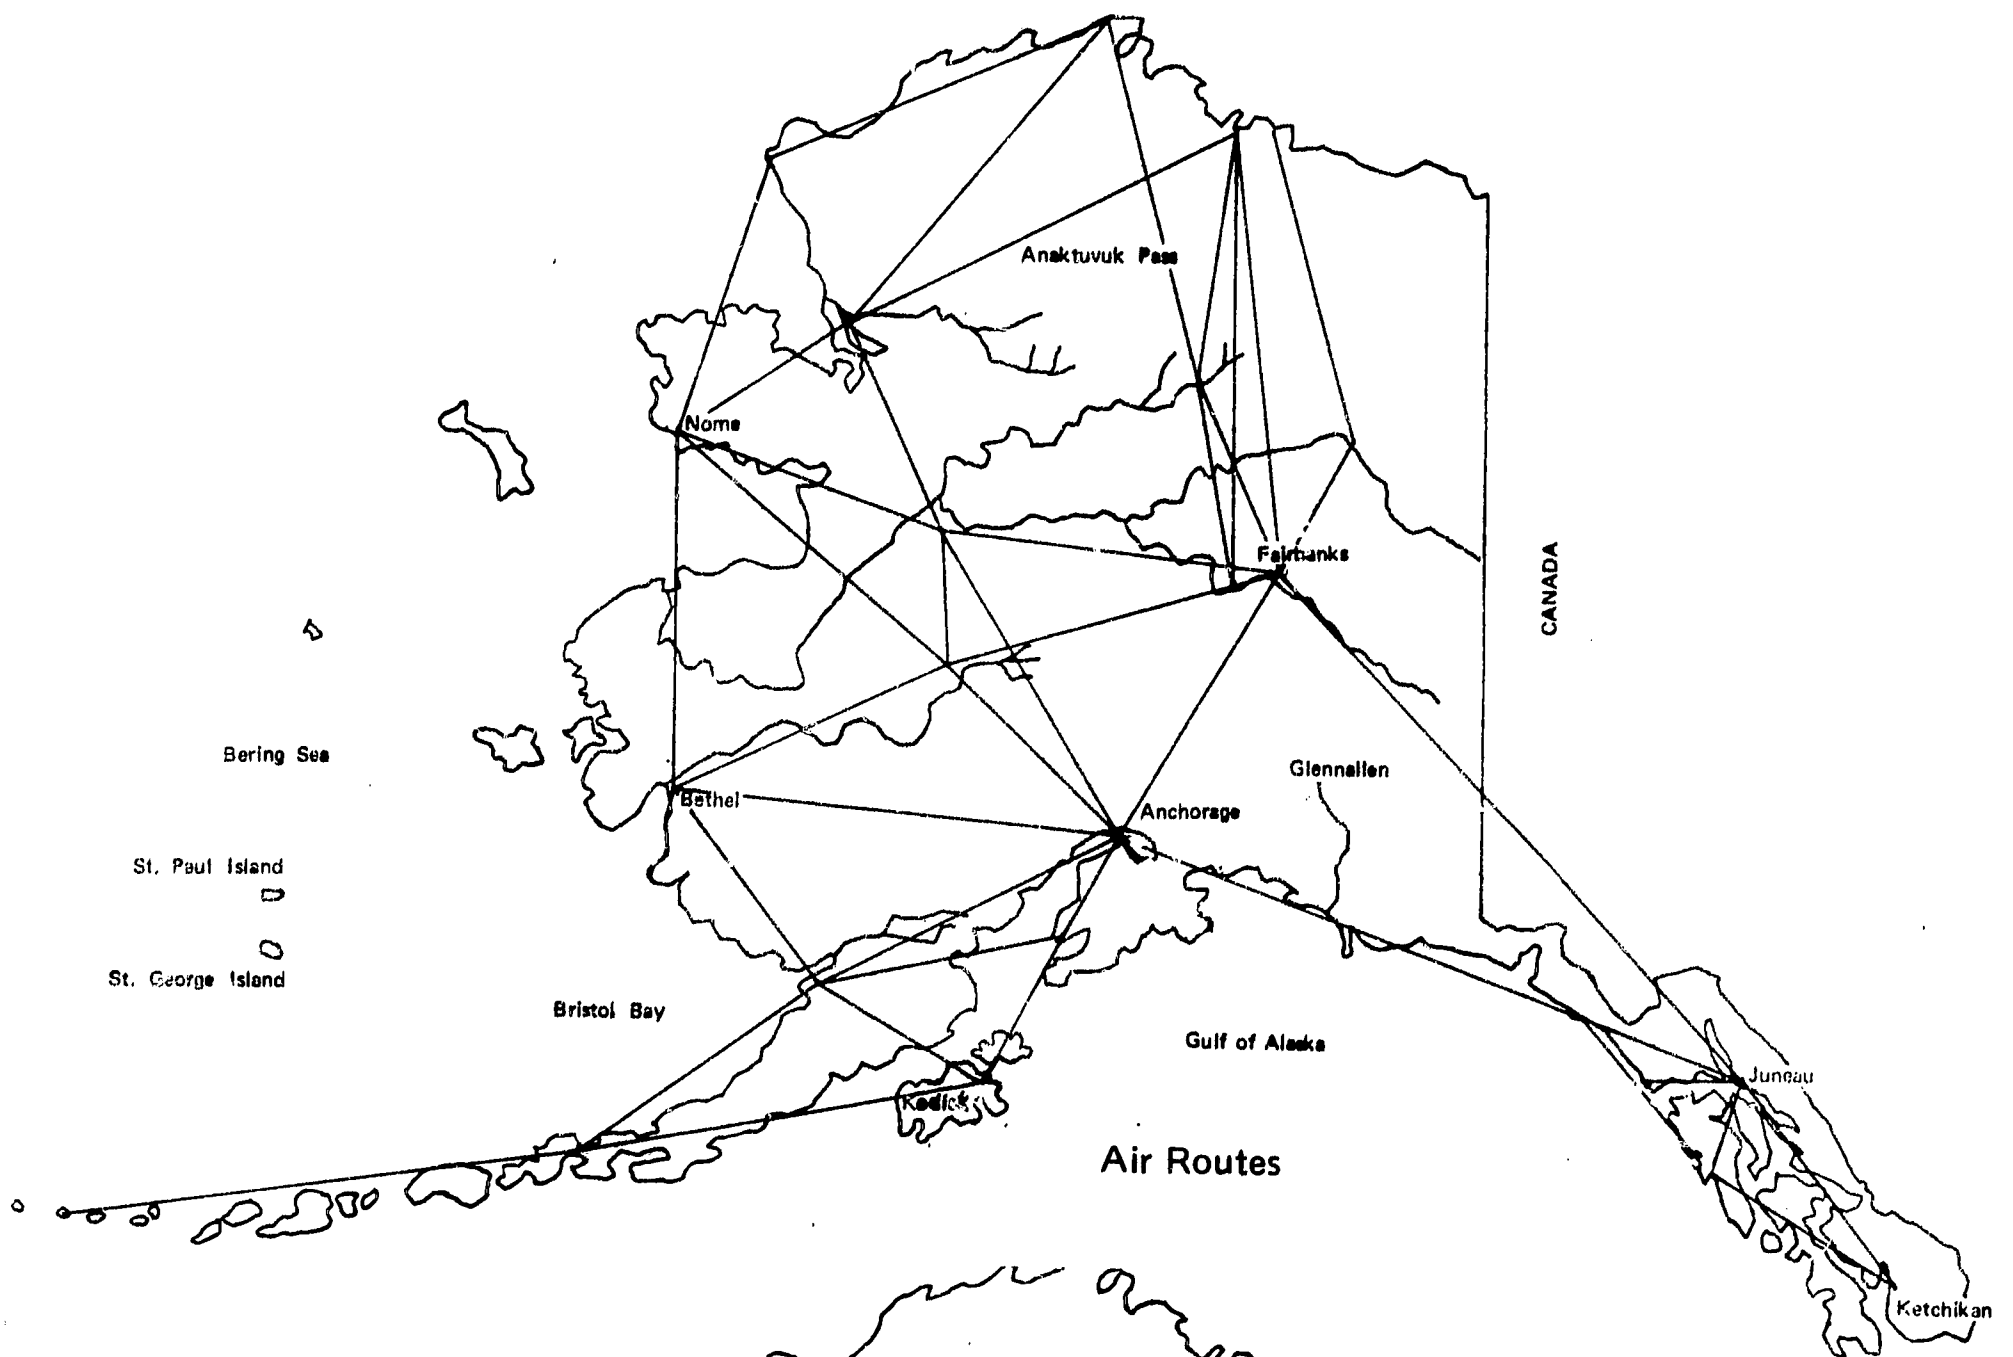 Anaktuvuk Pass
Nome
Fairbanks
CANADA
Bering Sea
Glennallen
Bethel
Anchorage
St. Paul Island
St. George Island
Bristol Bay
Gulf of Alaska
Juneau
Kodiak
Air Routes
Ketchikan